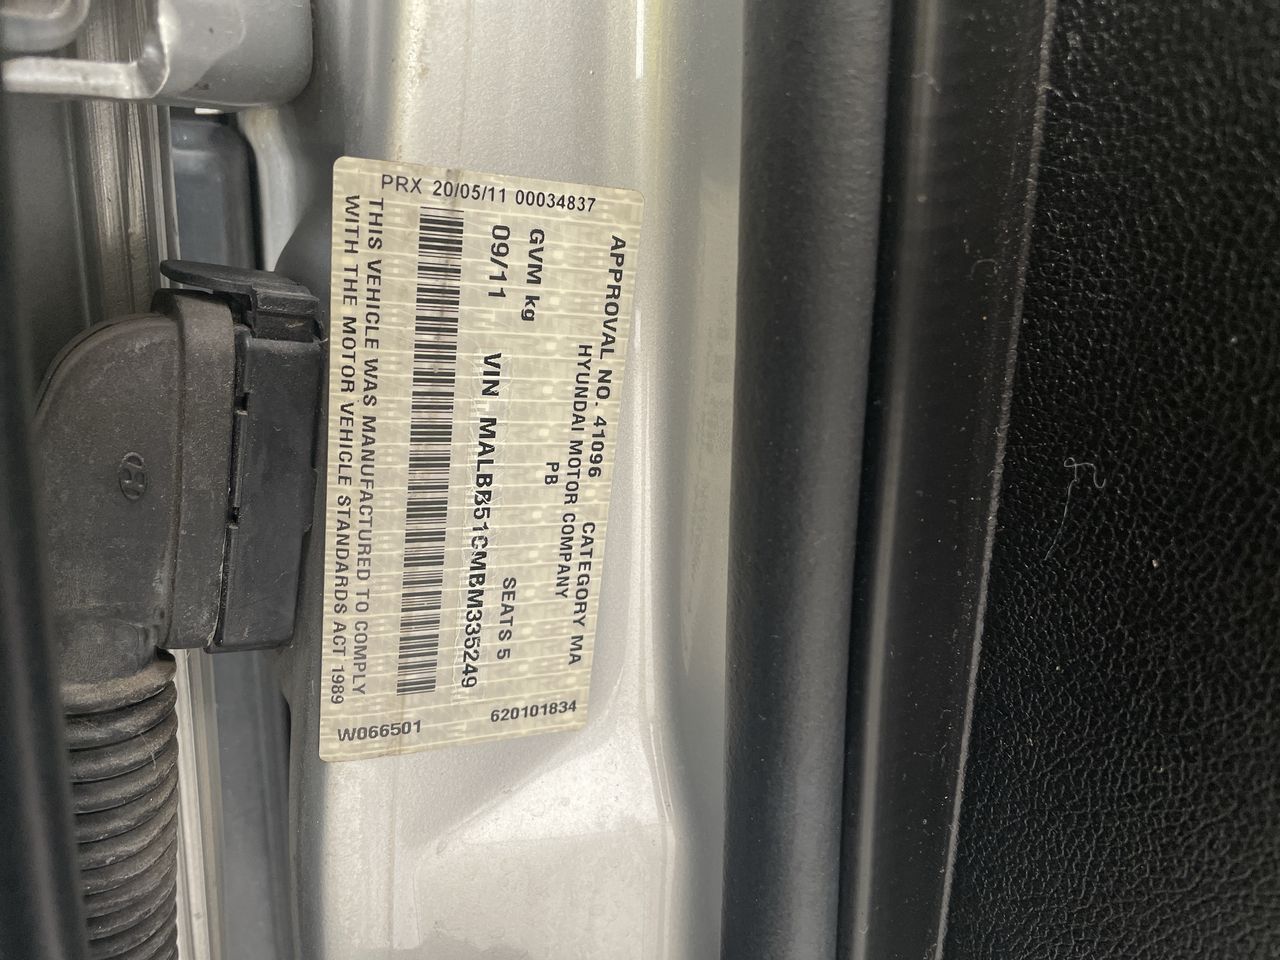 PRX 20/05/11 00034837
APPROVAL NO. 41096 CATEGORY MA
HYUNDAI MOTOR COMPANY
PB
GVM kg SEATS 5
09/11 VIN MALBB51CMBM335249
THIS VEHICLE WAS MANUFACTURED TO COMPLY
WITH THE MOTOR VEHICLE STANDARDS ACT 1989
W066501 620101834